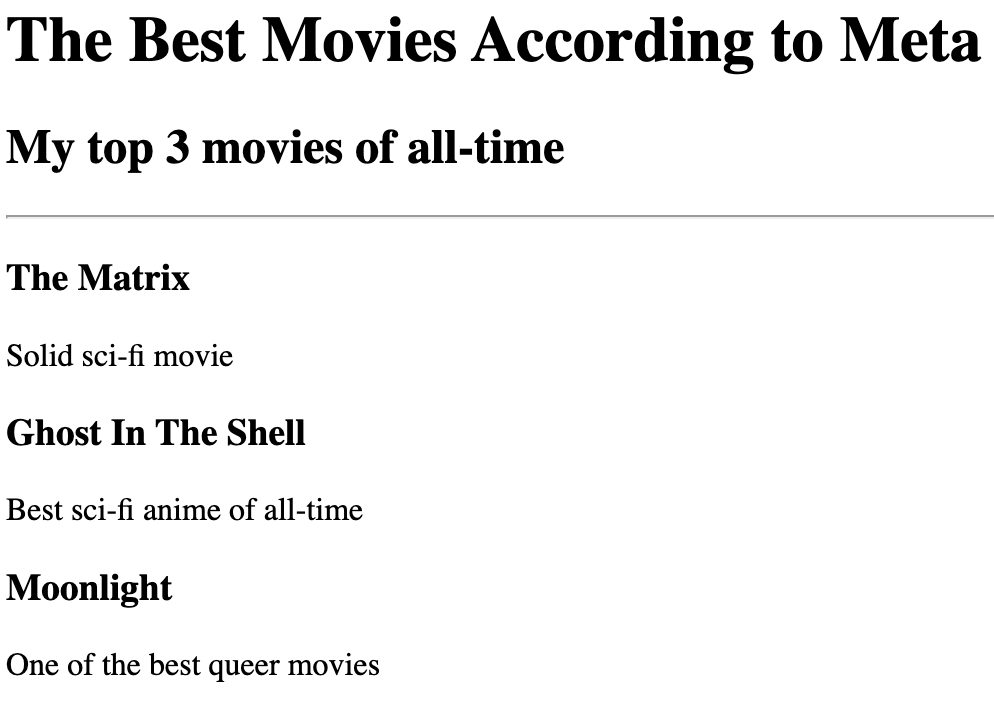 The Best Movies According to Meta
My top 3 movies of all-time
The Matrix
Solid sci-fi movie
Ghost In The Shell
Best sci-fi anime of all-time
Moonlight
One of the best queer movies